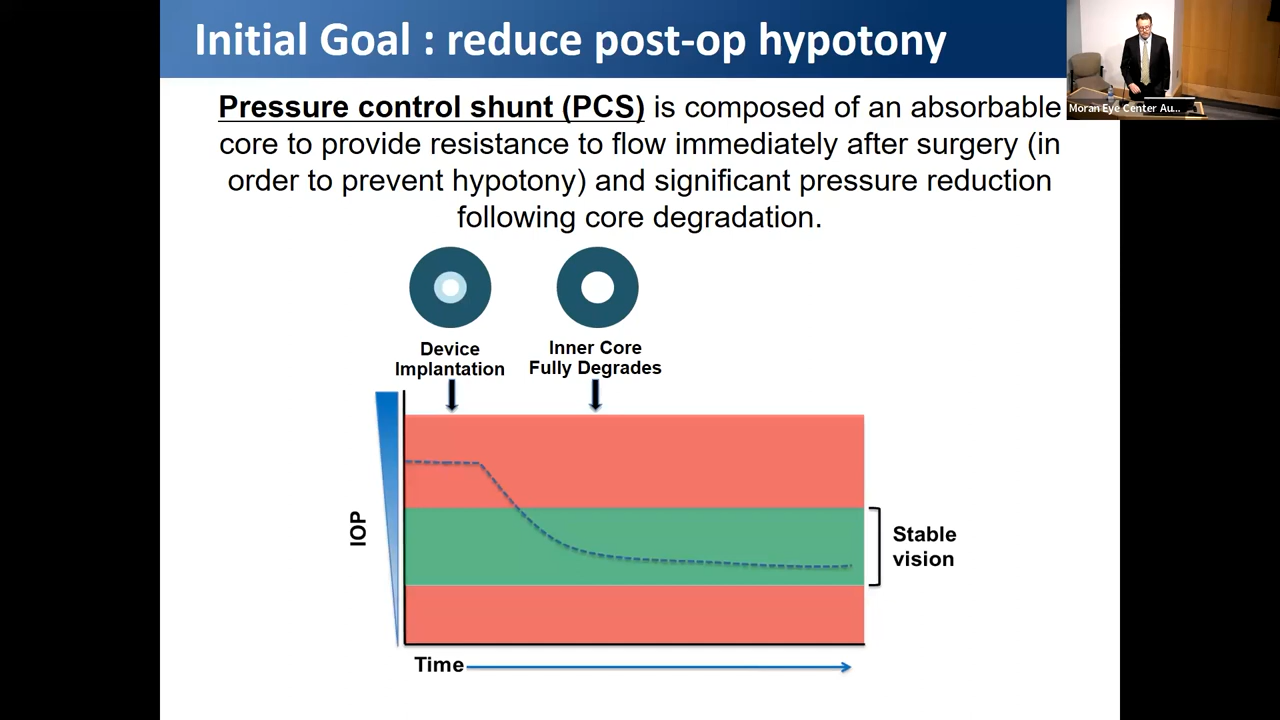 Initial Goal : reduce post-op hypotony
Moran Eye Center Au...
Pressure control shunt (PCS) is composed of an absorbable
core to provide resistance to flow immediately after surgery (in
order to prevent hypotony) and significant pressure reduction
following core degradation.
Device
Implantation
Inner Core
Fully Degrades
IOP
Stable
vision
Time